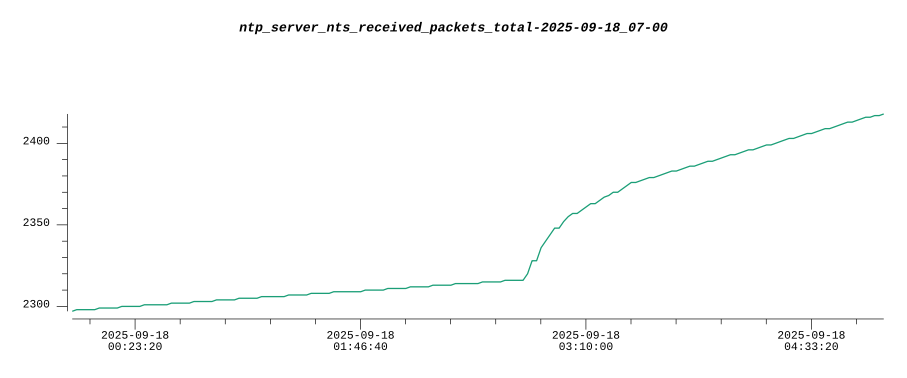 ntp_server_nts_received_packets_total-2025-09-18_07-00
2400
2350
2300
2025-09-18 2025-09-18 2025-09-18 2025-09-18
00:23:20 01:46:40 03:10:00 04:33:20